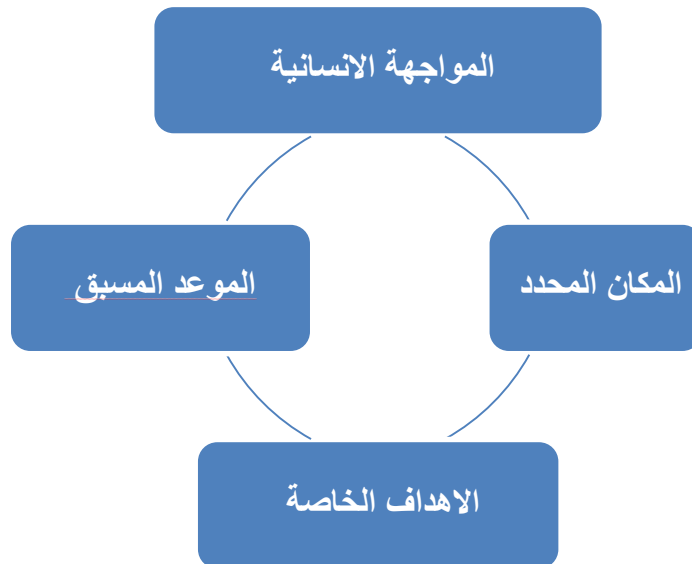 المواجهة الانسانية
المكان المحدد
الموعد المسبق
الاهداف الخاصة